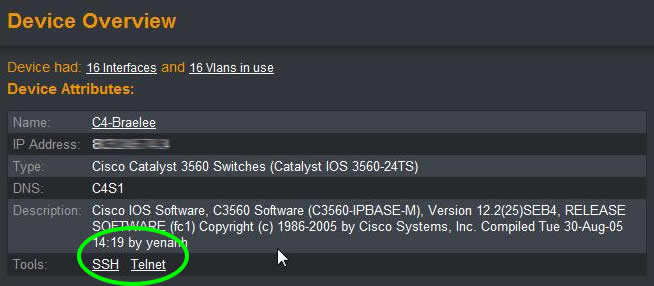 Device Overview
Device had: 16 Interfaces and 16 Vlans in use
Device Attributes:
Name: C4-Braelee
IP Address:
Type: Cisco Catalyst 3560 Switches (Catalyst IOS 3560-24TS)
DNS: C4S1
Description: Cisco IOS Software, C3560 Software (C3560-IPBASE-M), Version 12.2(25)SEB4, RELEASE
SOFTWARE (fc1) Copyright (c) 1986-2005 by Cisco Systems, Inc. Compiled Tue 30-Aug-05
14:19 by yenanh
Tools: SSH Telnet